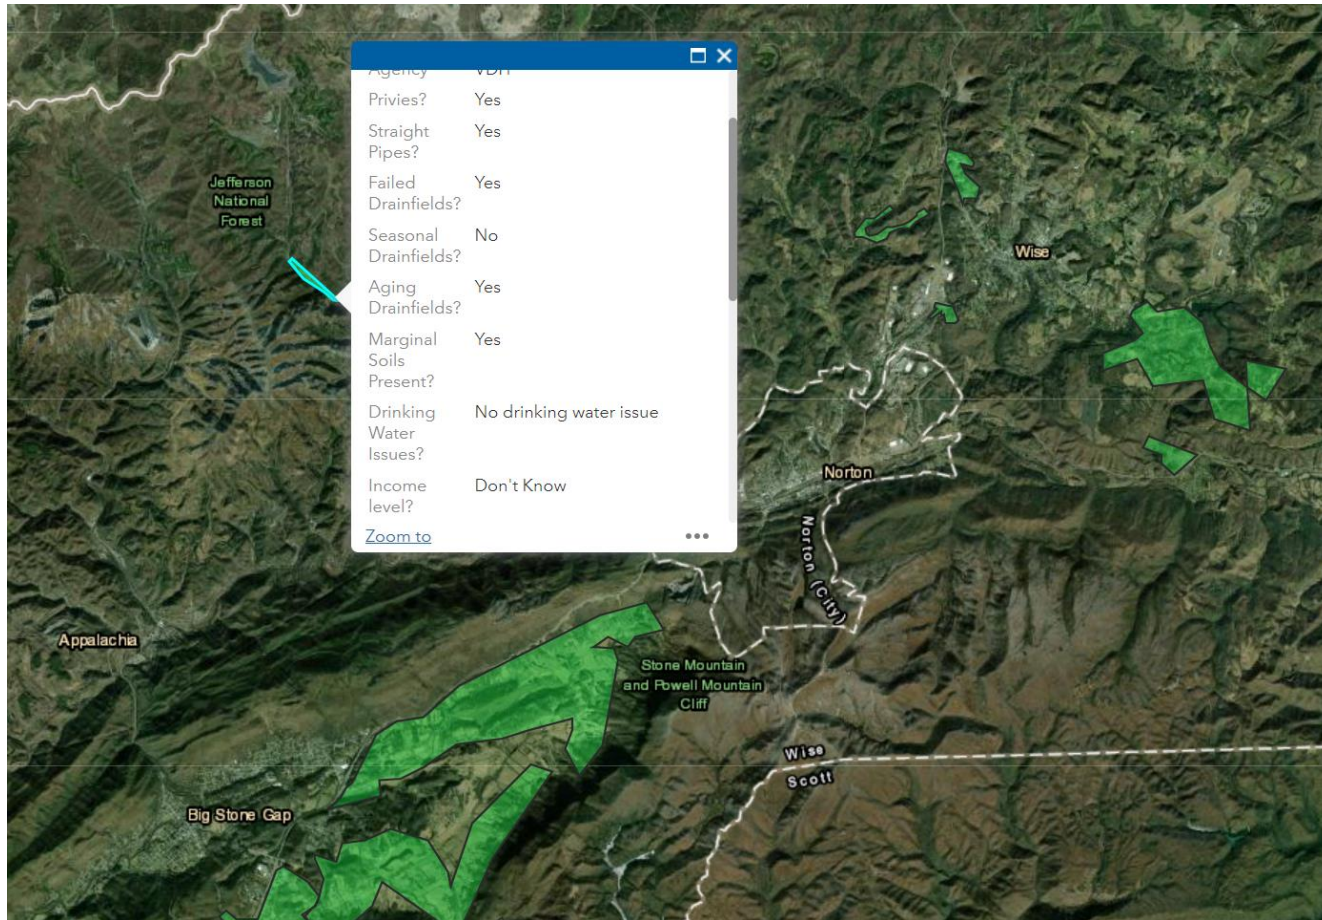 Agency VDH
Privies? Yes
Straight Yes
Pipes?
Failed Yes
Drainfields?
Seasonal No
Drainfields?
Aging Yes
Drainfields?
Marginal Yes
Soils
Present?
Drinking No drinking water issue
Water
Issues?
Income Don't Know
level?
Zoom to
Jefferson
National
Forest
Wise
Norton
Norton (City)
Appalachia
Stone Mountain
and Powell Mountain
Cliff
Wise
Scott
Big Stone Gap